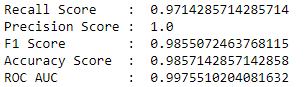 Recall Score    :  0.9714285714285714
Precision Score :  1.0
F1 Score        :  0.9855072463768115
Accuracy Score  :  0.9857142857142858
ROC AUC         :  0.9975510204081632